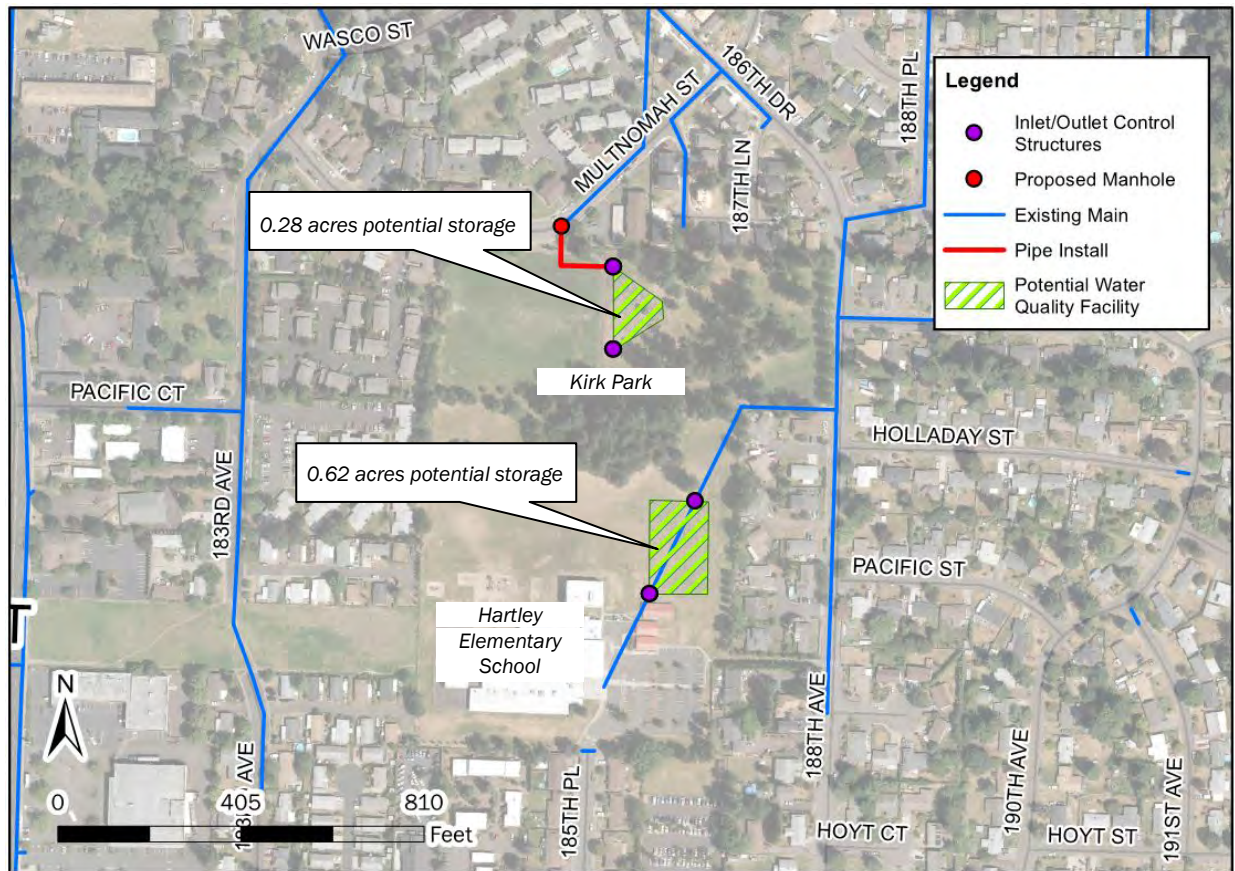 WASCO ST
MULTNOMAH ST
186TH DR
187TH LN
188TH PL
Legend
Inlet/Outlet Control
Structures
Proposed Manhole
Existing Main
Pipe Install
Potential Water
Quality Facility
0.28 acres potential storage
Kirk Park
PACIFIC CT
183RD AVE
HOLLADAY ST
0.62 acres potential storage
PACIFIC ST
Hartley
Elementary
School
T
N
188TH AVE
190TH AVE
191ST AVE
185TH PL
AVE
HOYT CT
HOYT ST
0 405 810
Feet